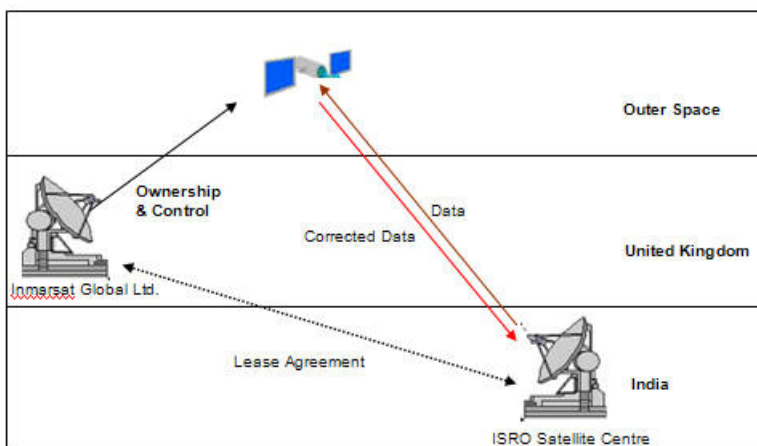 Outer Space
Ownership
& Control
Data
Corrected Data
United Kingdom
Inmarsat Global Ltd.
Lease Agreement
India
ISRO Satellite Centre